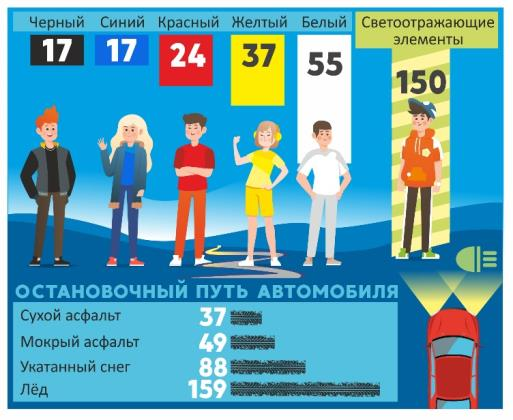 Черный Синий Красный Желтый Белый Светоотражающие
элементы
17 17 24 37 55 150
ОСТАНОВОЧНЫЙ ПУТЬ АВТОМОБИЛЯ
Сухой асфальт 37
Мокрый асфальт 49
Укатанный снег 88
Лёд 159